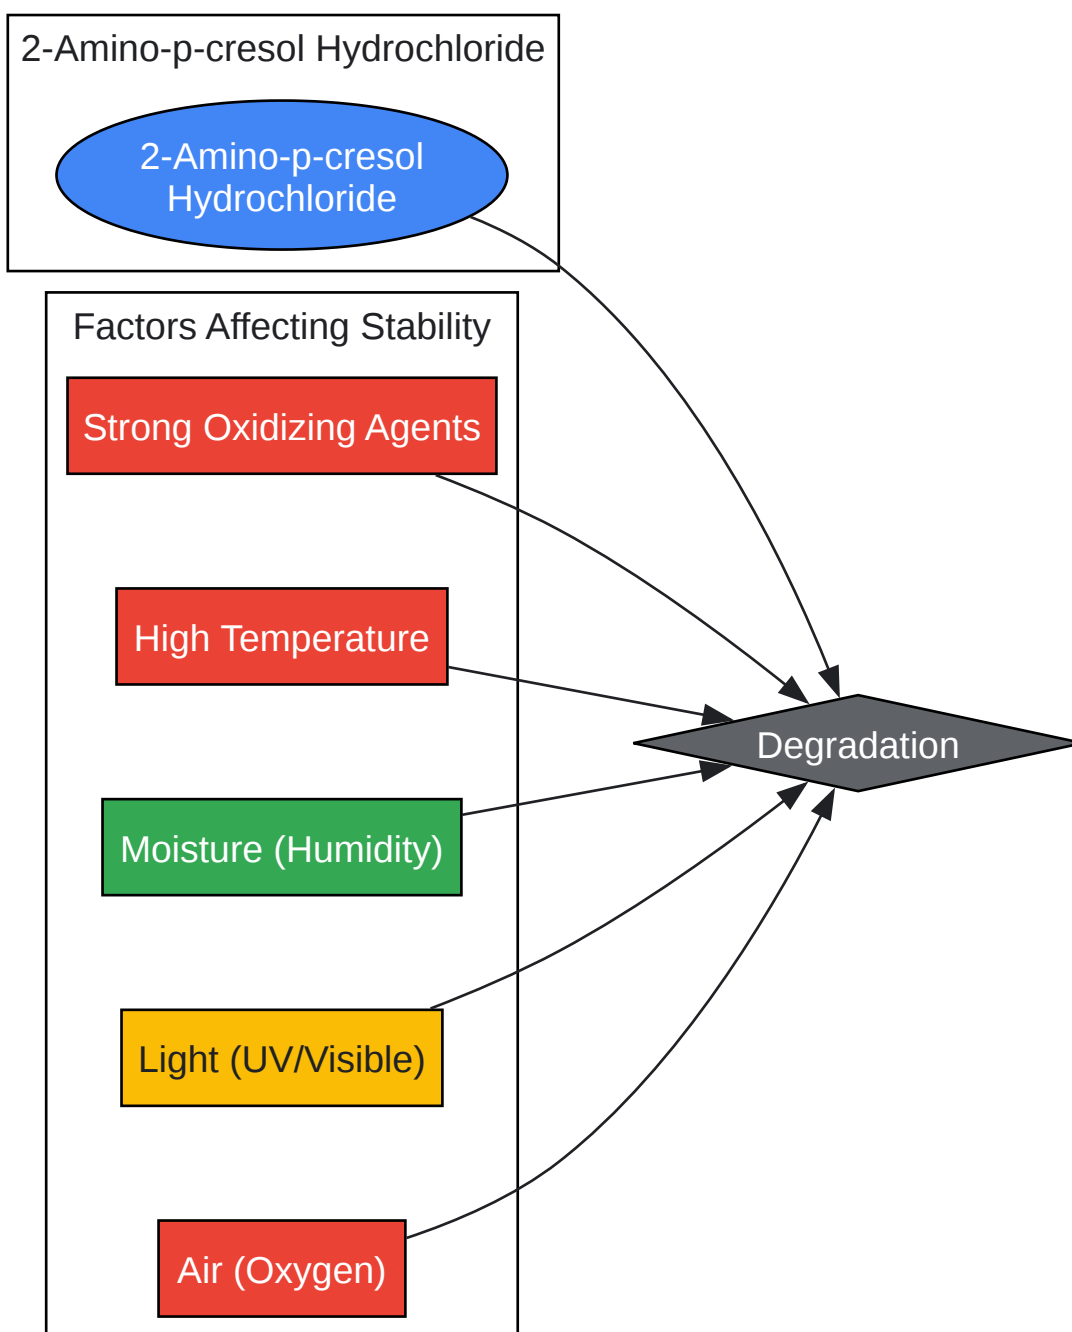 2-Amino-p-cresol Hydrochloride
2-Amino-p-cresol
Hydrochloride
Factors Affecting Stability
Strong Oxidizing Agents
High Temperature
Degradation
Moisture (Humidity)
Light (UV/Visible)
Air (Oxygen)